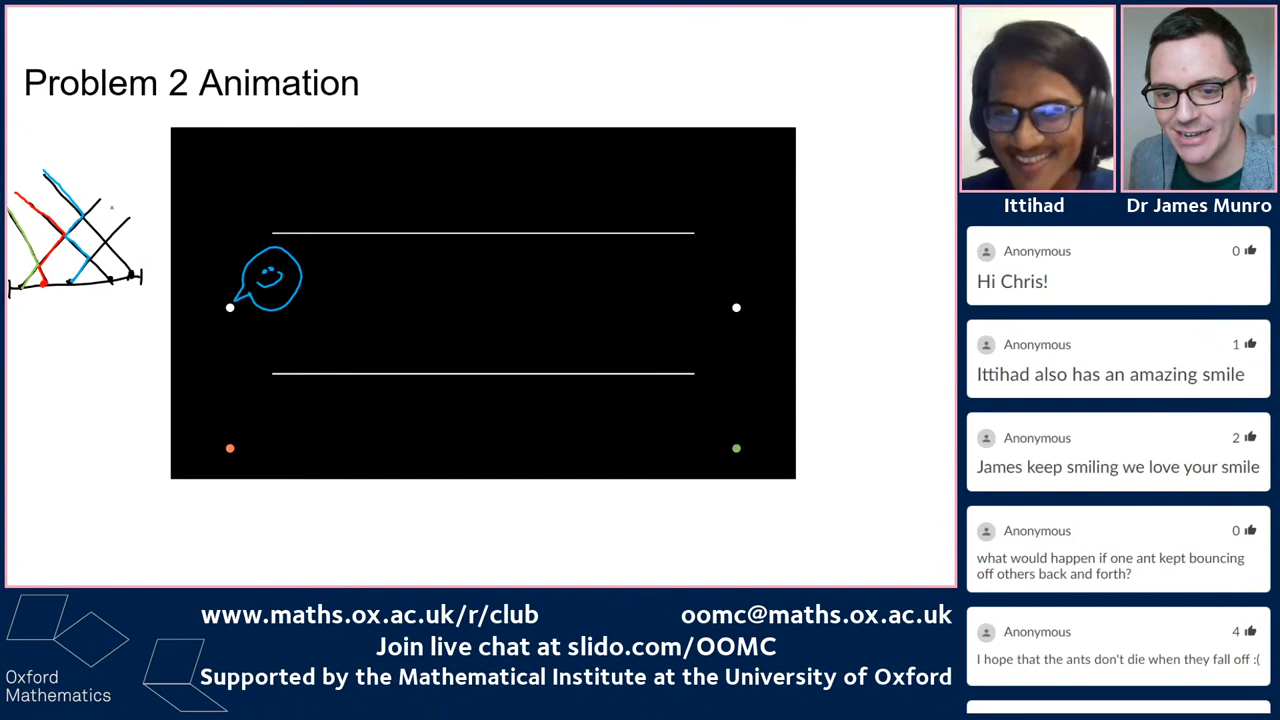 Problem 2 Animation
Ittihad
Dr James Munro
Anonymous
0
Hi Chris!
Anonymous
1
Ittihad also has an amazing smile
Anonymous
2
James keep smiling we love your smile
Anonymous
0
what would happen if one ant kept bouncing
off others back and forth?
Anonymous
4
I hope that the ants don't die when they fall off :(
www.maths.ox.ac.uk/r/club
oomc@maths.ox.ac.uk
Join live chat at slido.com/OOMC
Supported by the Mathematical Institute at the University of Oxford
Oxford
Mathematics